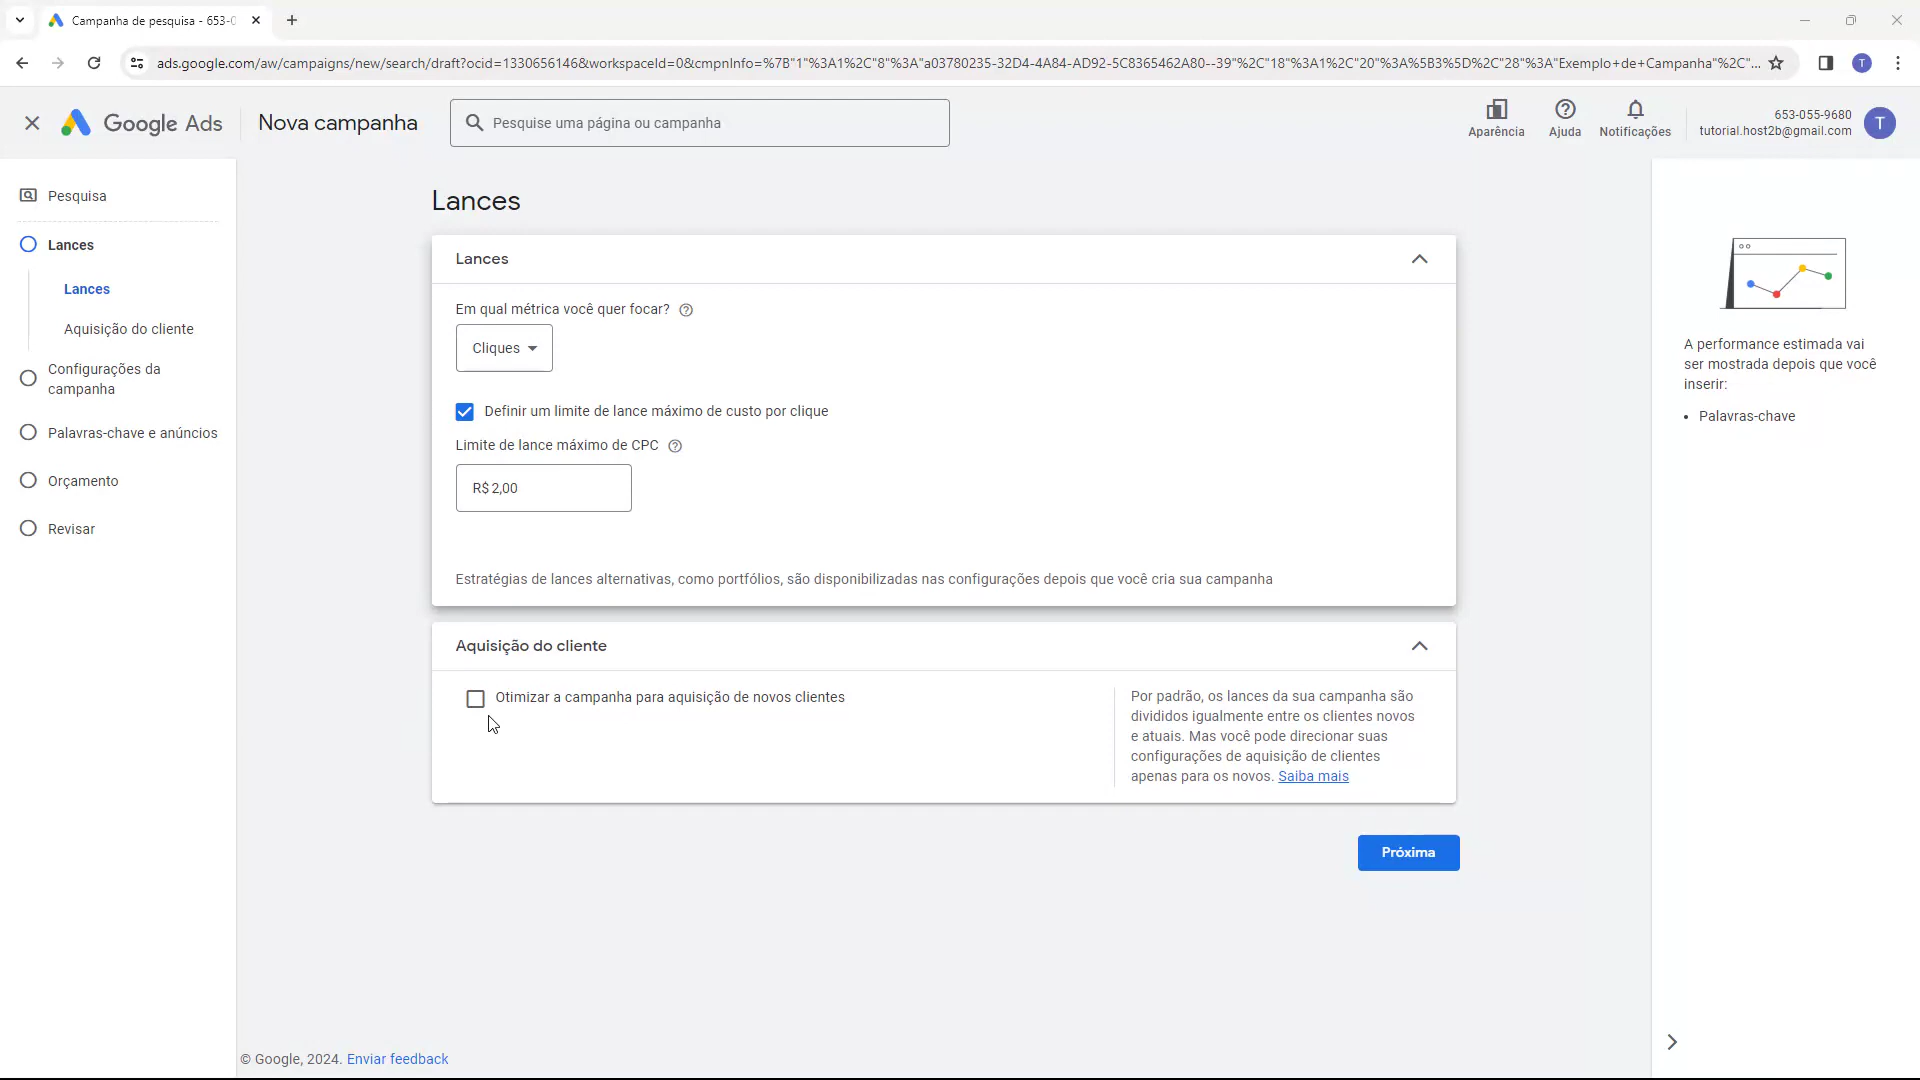 Campanha de pesquisa - 653-0
ads.google.com/aw/campaigns/new/search/draft?ocid=1330656146&workspaceId=0&cmpnInfo=%7B"1"%3A1%2C"8"%3A"a03780235-32D4-4A84-AD92-5C8365462A80--39"%2C"18"%3A1%2C"20"%3A%5B3%5D%2C"28"%3A"Exemplo+de+Campanha"%2C"...
T
Google Ads
Nova campanha
Pesquise uma página ou campanha
Aparência
Ajuda
Notificações
653-055-9680
tutorial.host2b@gmail.com
T
Pesquisa
Lances
Lances
Aquisição do cliente
Configurações da
campanha
Palavras-chave e anúncios
Orçamento
Revisar
Lances
Lances
Em qual métrica você quer focar?
Cliques
Definir um limite de lance máximo de custo por clique
Limite de lance máximo de CPC
R$ 2,00
Estratégias de lances alternativas, como portfólios, são disponibilizadas nas configurações depois que você cria sua campanha
Aquisição do cliente
Otimizar a campanha para aquisição de novos clientes
Por padrão, os lances da sua campanha são
divididos igualmente entre os clientes novos
e atuais. Mas você pode direcionar suas
configurações de aquisição de clientes
apenas para os novos. Saiba mais
Próxima
A performance estimada vai
ser mostrada depois que você
inserir:
• Palavras-chave
© Google, 2024. Enviar feedback